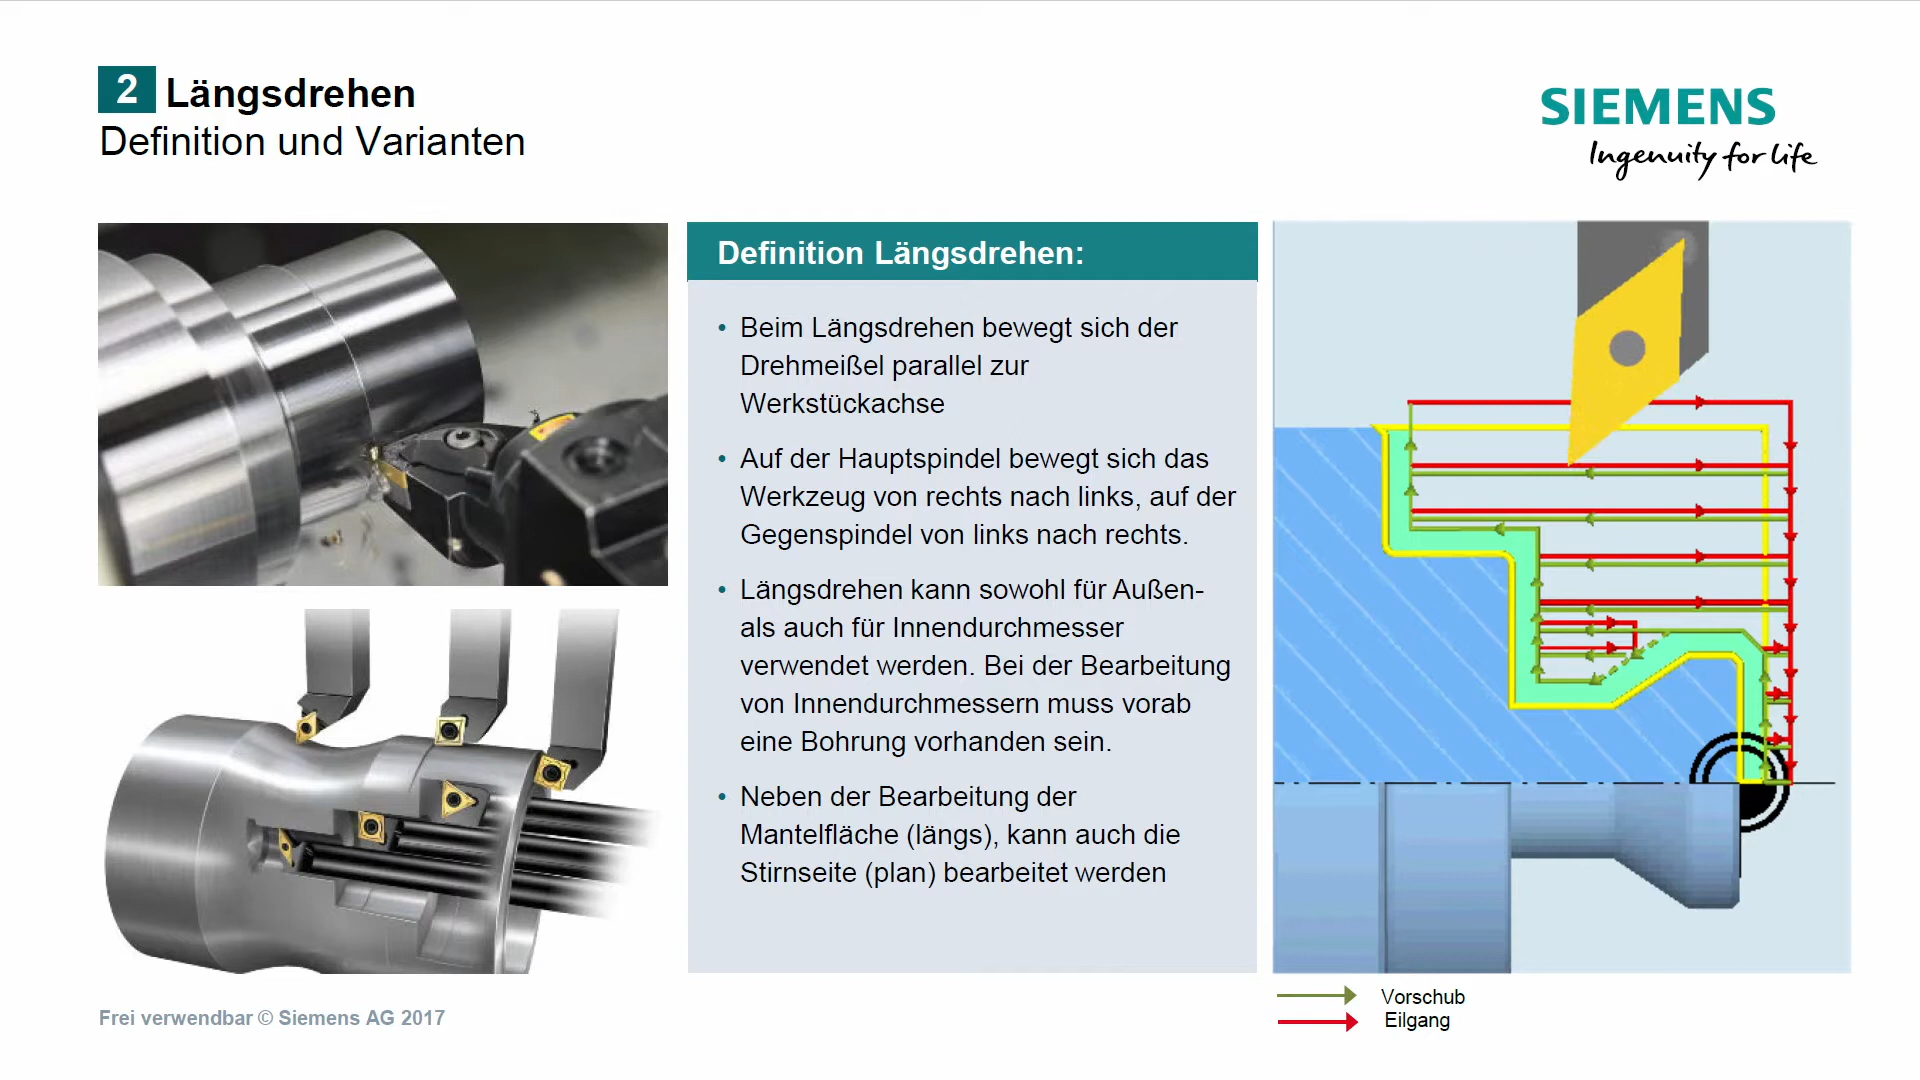 2 Längsdrehen
Definition und Varianten
SIEMENS
Ingenuity for life
Definition Längsdrehen:
• Beim Längsdrehen bewegt sich der
Drehmeißel parallel zur
Werkstückachse
• Auf der Hauptspindel bewegt sich das
Werkzeug von rechts nach links, auf der
Gegenspindel von links nach rechts.
• Längsdrehen kann sowohl für Außen-
als auch für Innendurchmesser
verwendet werden. Bei der Bearbeitung
von Innendurchmessern muss vorab
eine Bohrung vorhanden sein.
• Neben der Bearbeitung der
Mantelfläche (längs), kann auch die
Stirnseite (plan) bearbeitet werden
Vorschub
Eilgang
Frei verwendbar © Siemens AG 2017